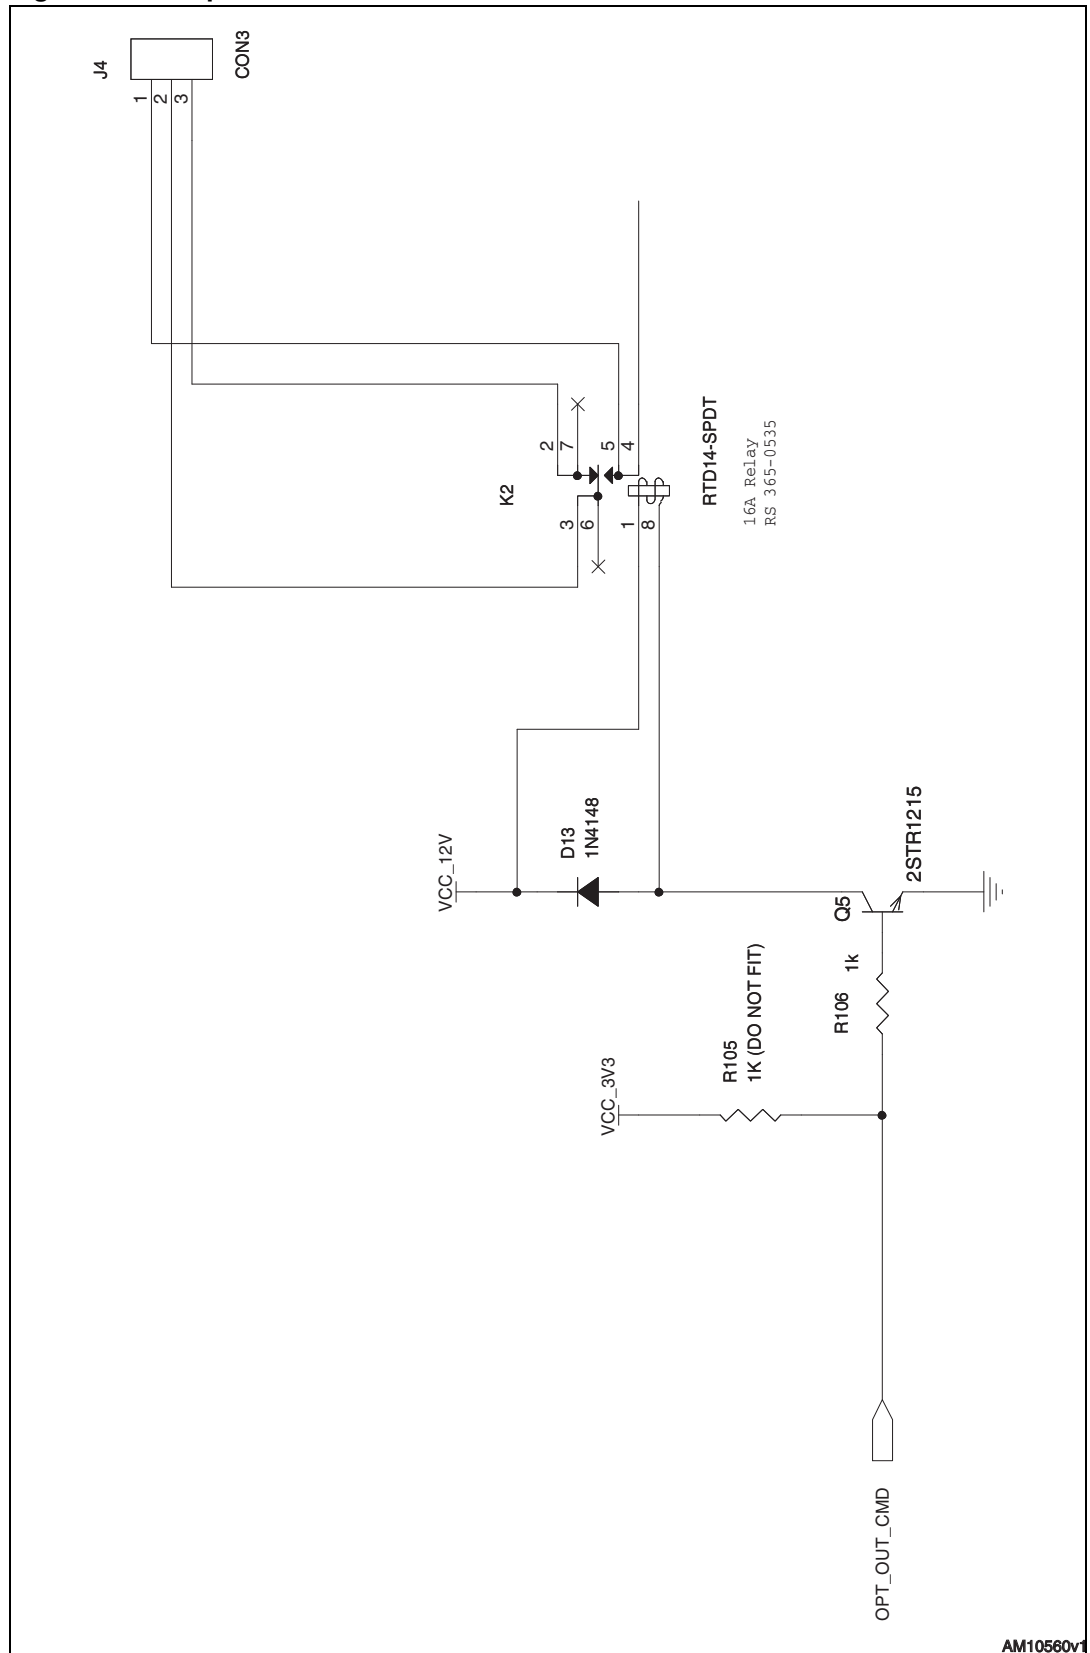 J4
CON3
1
2
3
2
7
5
4
K2
3
6
1
8
RTD14-SPDT
16A Relay
RS 365-0535
VCC_12V
D13
1N4148
2STR1215
Q5
1k
R106
R105
1K (DO NOT FIT)
VCC_3V3
OPT_OUT_CMD
AM10560v1